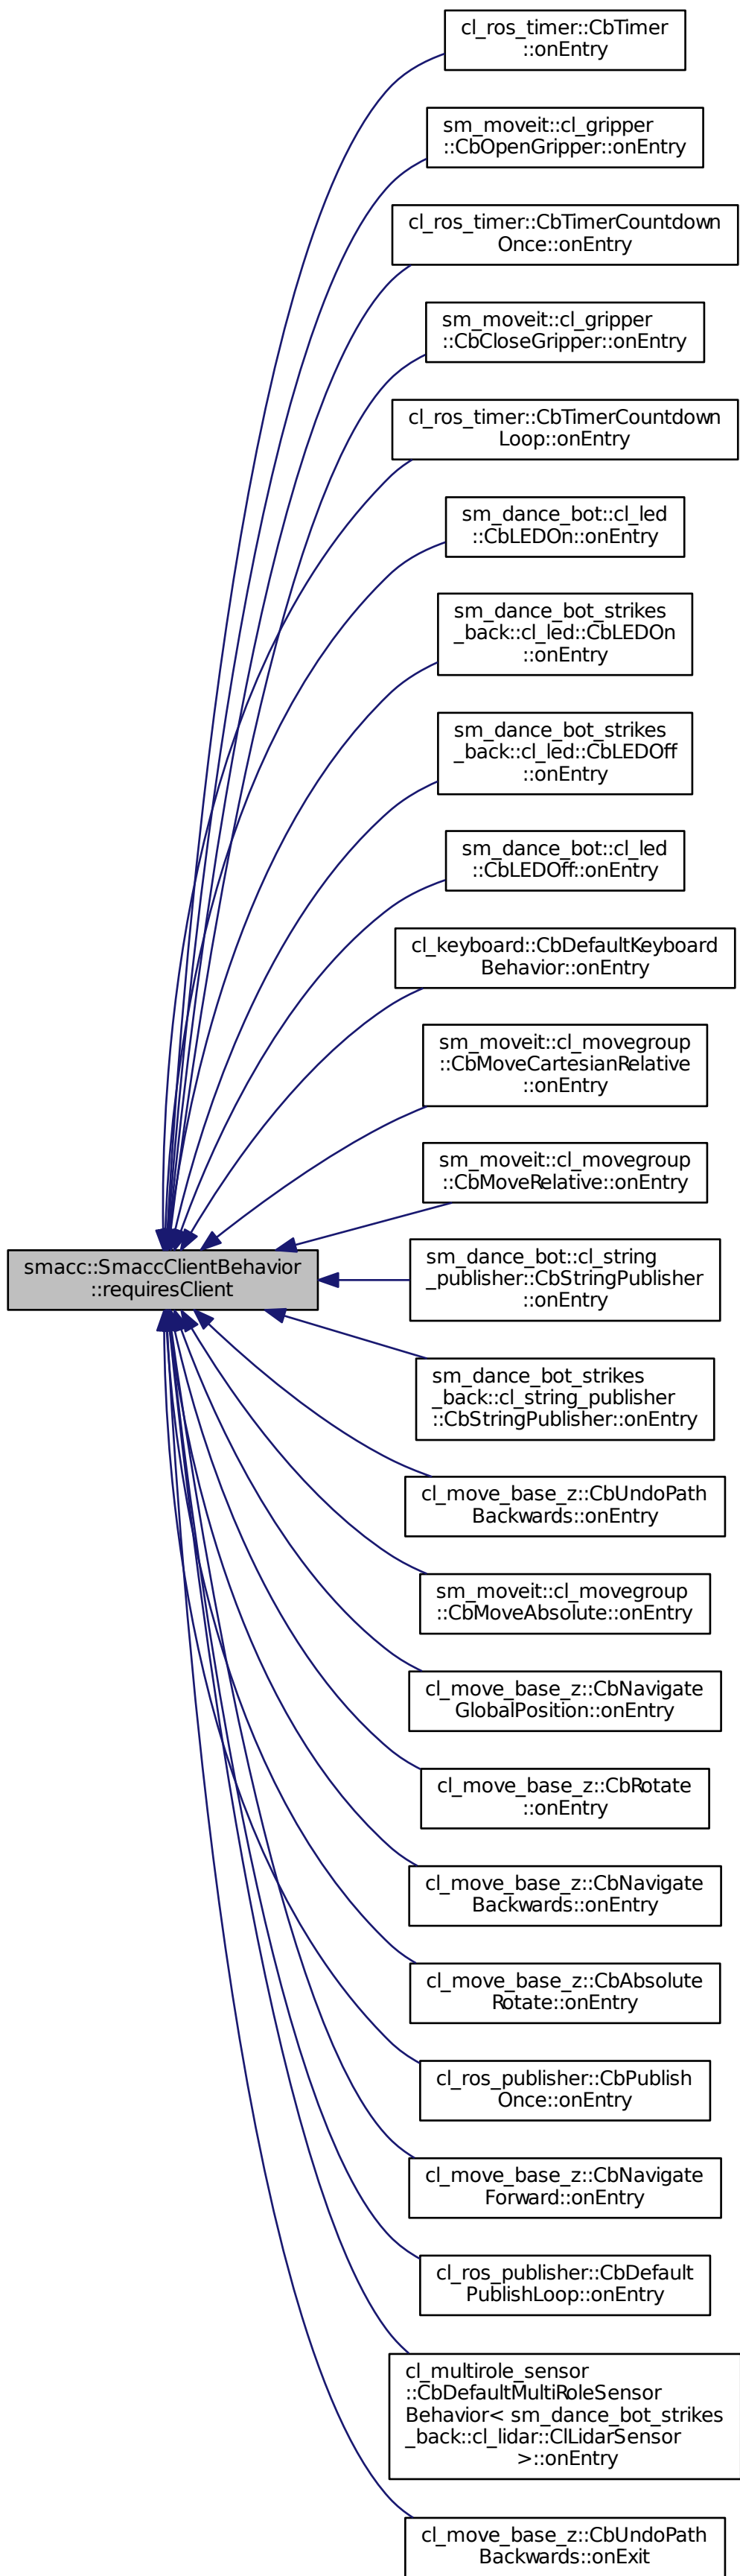 cl_ros_timer::CbTimer
::onEntry
sm_moveit::cl_gripper
::CbOpenGripper::onEntry
cl_ros_timer::CbTimerCountdown
Once::onEntry
sm_moveit::cl_gripper
::CbCloseGripper::onEntry
cl_ros_timer::CbTimerCountdown
Loop::onEntry
sm_dance_bot::cl_led
::CbLEDOn::onEntry
sm_dance_bot_strikes
_back::cl_led::CbLEDOn
::onEntry
sm_dance_bot_strikes
_back::cl_led::CbLEDOff
::onEntry
sm_dance_bot::cl_led
::CbLEDOff::onEntry
cl_keyboard::CbDefaultKeyboard
Behavior::onEntry
sm_moveit::cl_movegroup
::CbMoveCartesianRelative
::onEntry
sm_moveit::cl_movegroup
::CbMoveRelative::onEntry
smacc::SmaccClientBehavior
::requiresClient
sm_dance_bot::cl_string
_publisher::CbStringPublisher
::onEntry
sm_dance_bot_strikes
_back::cl_string_publisher
::CbStringPublisher::onEntry
cl_move_base_z::CbUndoPath
Backwards::onEntry
sm_moveit::cl_movegroup
::CbMoveAbsolute::onEntry
cl_move_base_z::CbNavigate
GlobalPosition::onEntry
cl_move_base_z::CbRotate
::onEntry
cl_move_base_z::CbNavigate
Backwards::onEntry
cl_move_base_z::CbAbsolute
Rotate::onEntry
cl_ros_publisher::CbPublish
Once::onEntry
cl_move_base_z::CbNavigate
Forward::onEntry
cl_ros_publisher::CbDefault
PublishLoop::onEntry
cl_multirole_sensor
::CbDefaultMultiRoleSensor
Behavior< sm_dance_bot_strikes
_back::cl_lidar::ClLidarSensor
>::onEntry
cl_move_base_z::CbUndoPath
Backwards::onExit